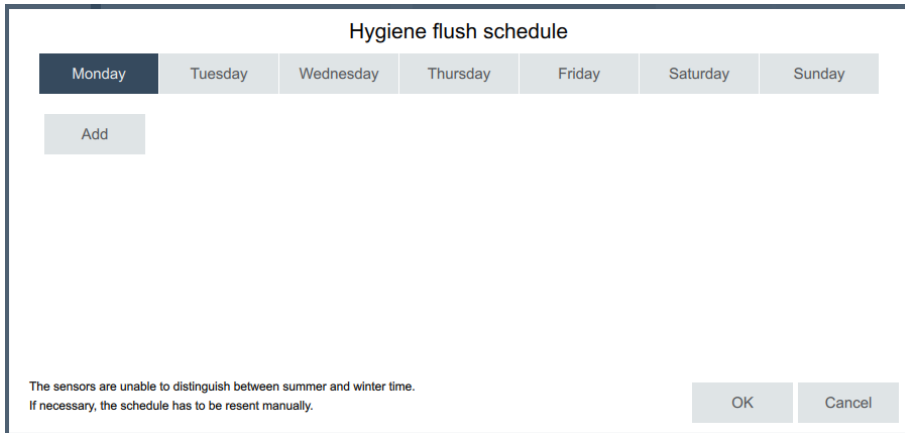 Hygiene flush schedule
Monday Tuesday Wednesday Thursday Friday Saturday Sunday
Add
The sensors are unable to distinguish between summer and winter time.
If necessary, the schedule has to be resent manually.
OK Cancel